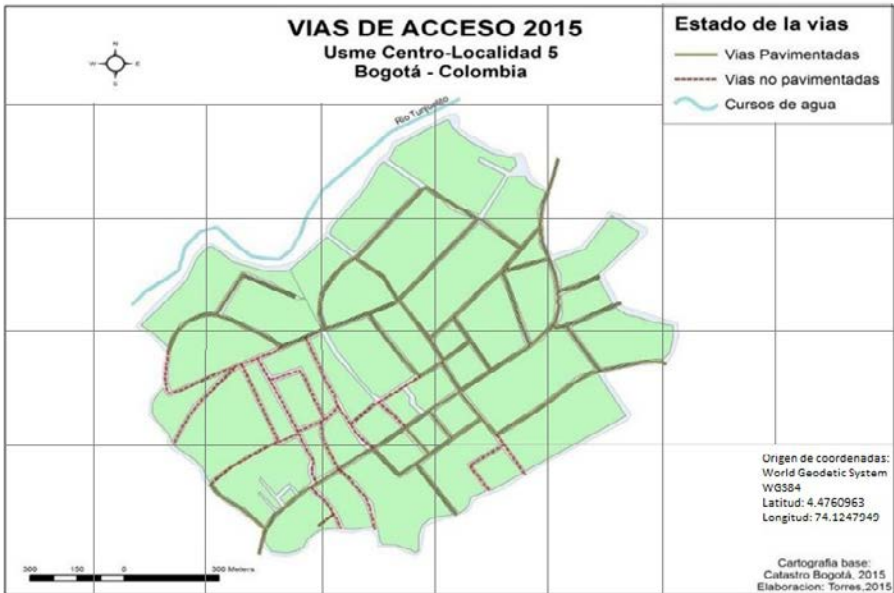 VIAS DE ACCESO 2015
Usme Centro-Localidad 5
Bogotá - Colombia
N
W
E
S
Estado de la vias
Vias Pavimentadas
Vias no pavimentadas
Cursos de agua
Rio Tunjuelito
Origen de coordenadas:
World Geodetic System
WGS84
Latitud: 4.4760963
Longitud: 74.1247949
300 150 0 300 Meters
Cartografia base:
Catastro Bogotá, 2015
Elaboracion: Torres,2015